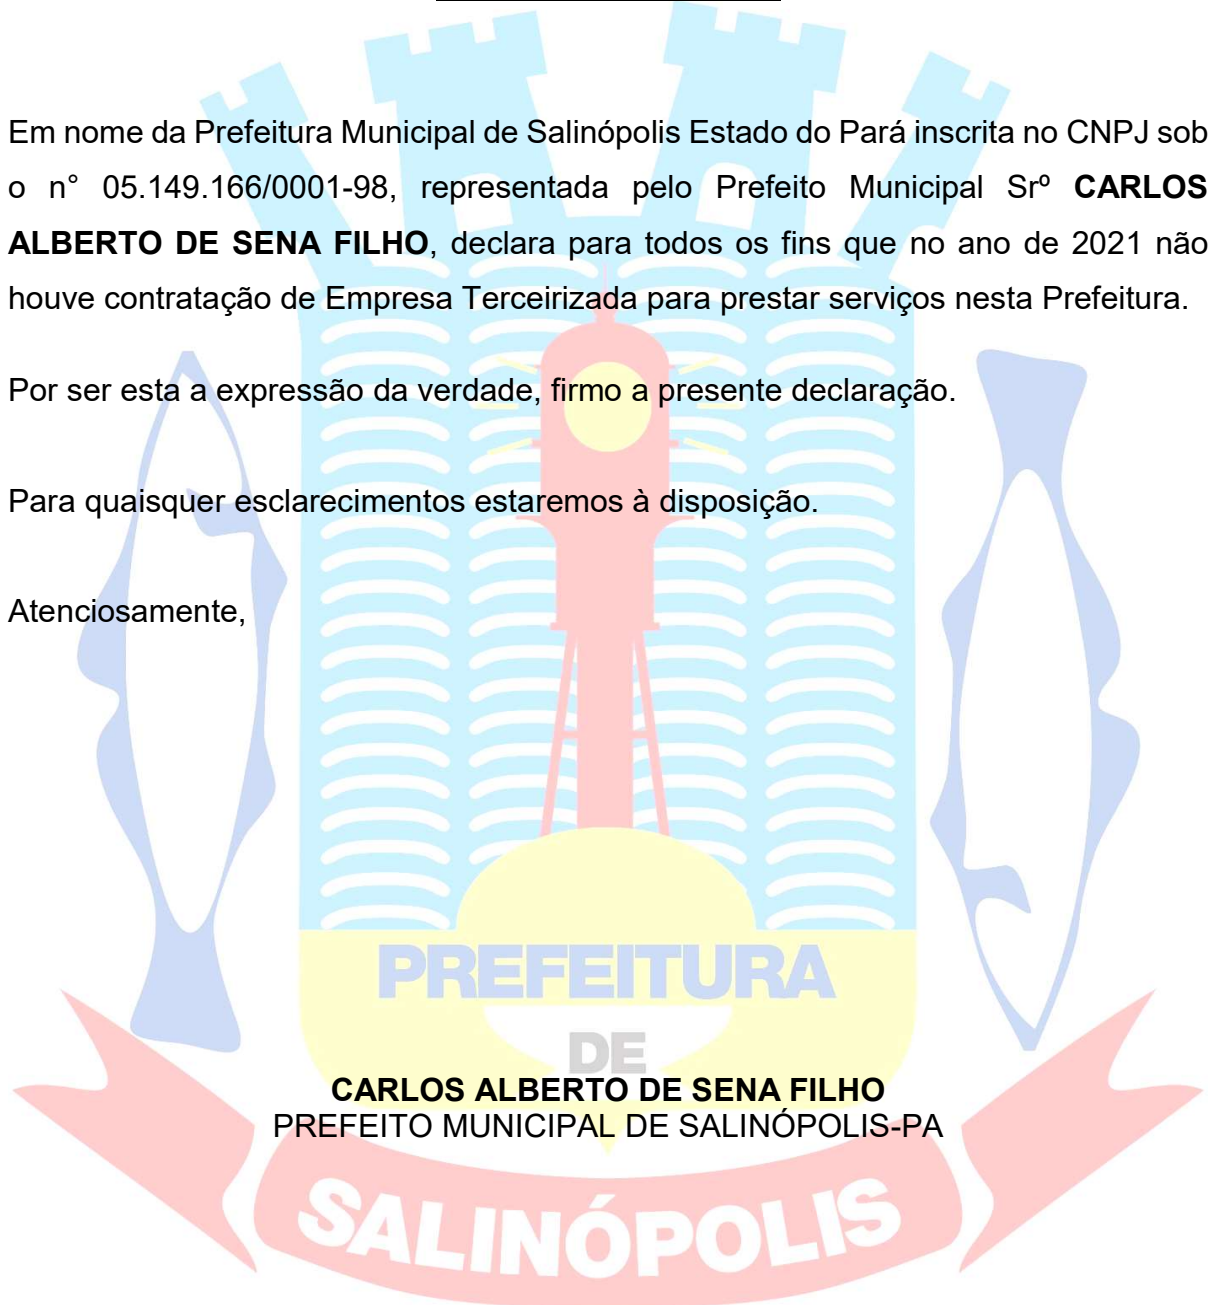 Em nome da Prefeitura Municipal de Salinópolis Estado do Pará inscrita no CNPJ sob
o n° 05.149.166/0001-98, representada pelo Prefeito Municipal Srº CARLOS
ALBERTO DE SENA FILHO, declara para todos os fins que no ano de 2021 não
houve contratação de Empresa Terceirizada para prestar serviços nesta Prefeitura.
Por ser esta a expressão da verdade, firmo a presente declaração.
Para quaisquer esclarecimentos estaremos à disposição.
Atenciosamente,
PREFEITURA
DE
CARLOS ALBERTO DE SENA FILHO
PREFEITO MUNICIPAL DE SALINÓPOLIS-PA
SALINÓPOLIS